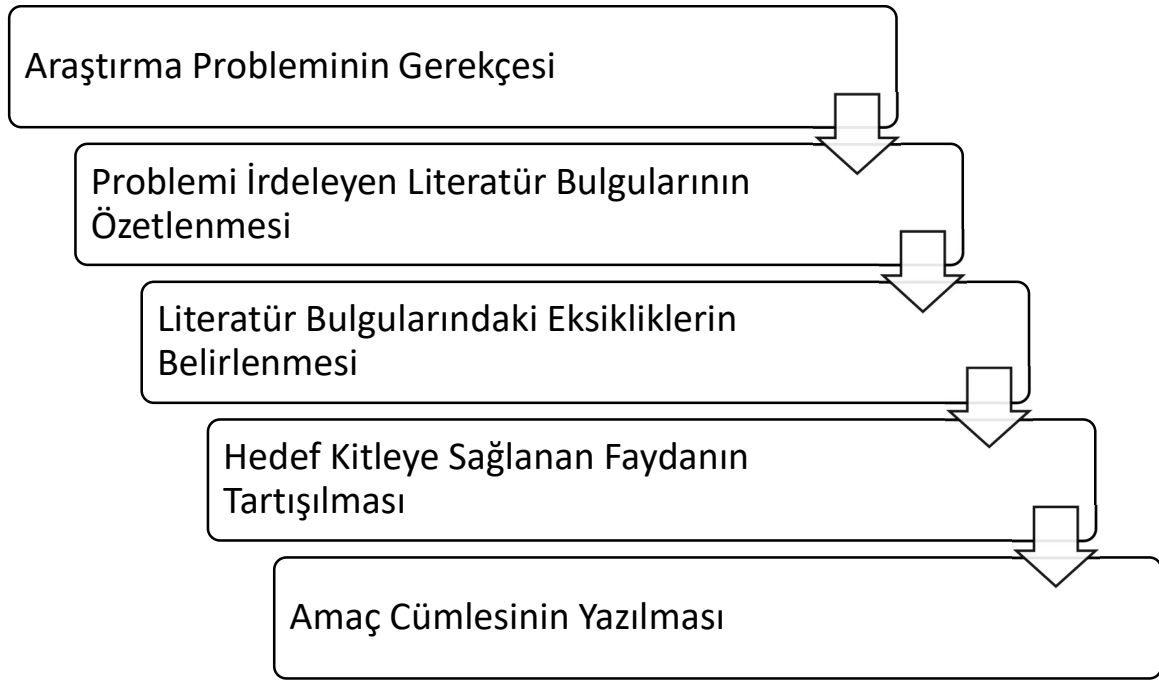 Araştırma Probleminin Gerekçesi
Problemi İrdeleyen Literatür Bulgularının
Özetlenmesi
Literatür Bulgularındaki Eksikliklerin
Belirlenmesi
Hedef Kitleye Sağlanan Faydanın
Tartışılması
Amaç Cümlesinin Yazılması